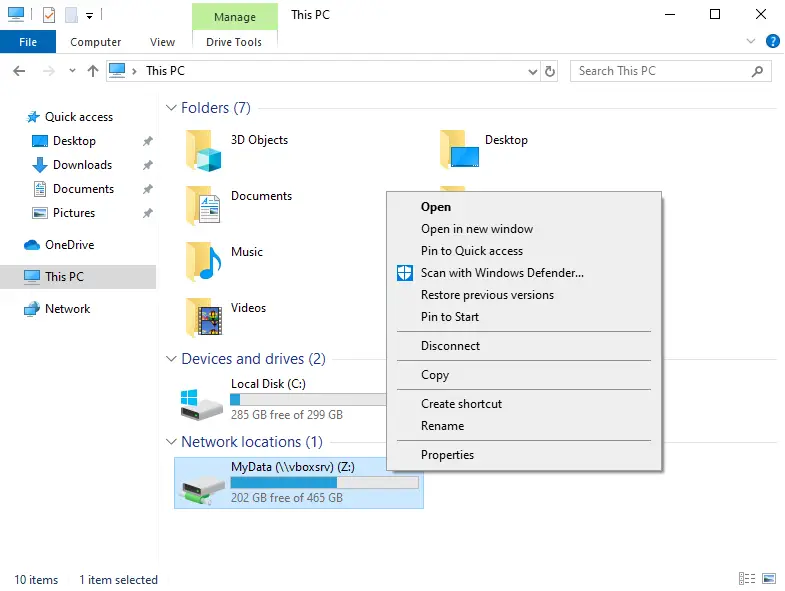 Manage
This PC
File
Computer
View
Drive Tools
This PC
Search This PC
Quick access
Desktop
Downloads
Documents
Pictures
OneDrive
This PC
Network
Folders (7)
3D Objects
Desktop
Documents
Music
Videos
Devices and drives (2)
Local Disk (C:)
285 GB free of 299 GB
Network locations (1)
MyData (\\vboxsrv) (Z:)
202 GB free of 465 GB
Open
Open in new window
Pin to Quick access
Scan with Windows Defender...
Restore previous versions
Pin to Start
Disconnect
Copy
Create shortcut
Rename
Properties
10 items
1 item selected